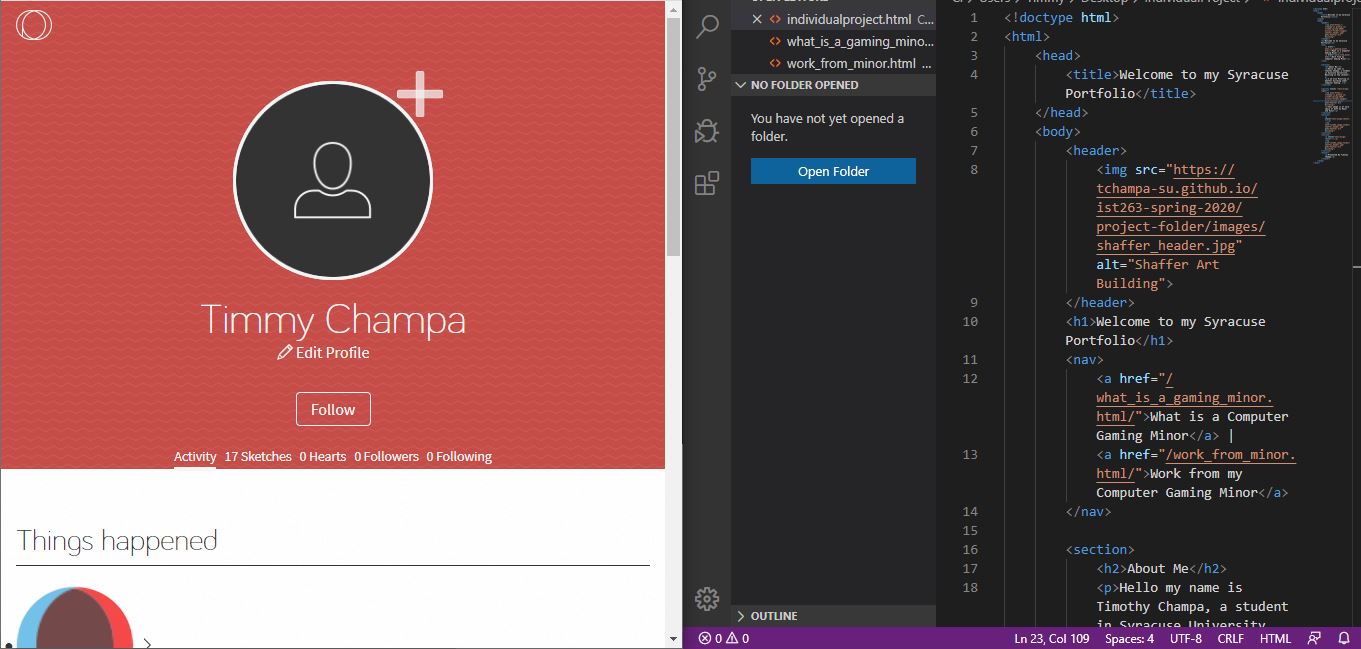 Timmy Champa
Edit Profile
Follow
Activity 17 Sketches 0 Hearts 0 Followers 0 Following
Things happened
individualproject.html C...
what_is_a_gaming_mino...
work_from_minor.html ...
NO FOLDER OPENED
You have not yet opened a
folder.
Open Folder
OUTLINE
1 <!doctype html>
2 <html>
3 <head>
4 <title>Welcome to my Syracuse
Portfolio</title>
5 </head>
6 <body>
7 <header>
8 <img src="https://
tchampa-su.github.io/
ist263-spring-2020/
project-folder/images/
shaffer_header.jpg"
alt="Shaffer Art
Building">
9 </header>
10 <h1>Welcome to my Syracuse
Portfolio</h1>
11 <nav>
12 <a href="/
what_is_a_gaming_minor.
html/">What is a Computer
Gaming Minor</a> |
13 <a href="/work_from_minor.
html/">Work from my
Computer Gaming Minor</a>
14 </nav>
15
16 <section>
17 <h2>About Me</h2>
18 <p>Hello my name is
Timothy Champa, a student
in Syracuse University
0 0 Ln 23, Col 109 Spaces: 4 UTF-8 CRLF HTML